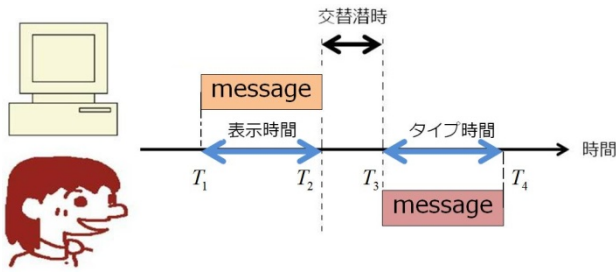 交替潜時
message
表示時間
タイプ時間
時間
T1
T2
T3
T4
message